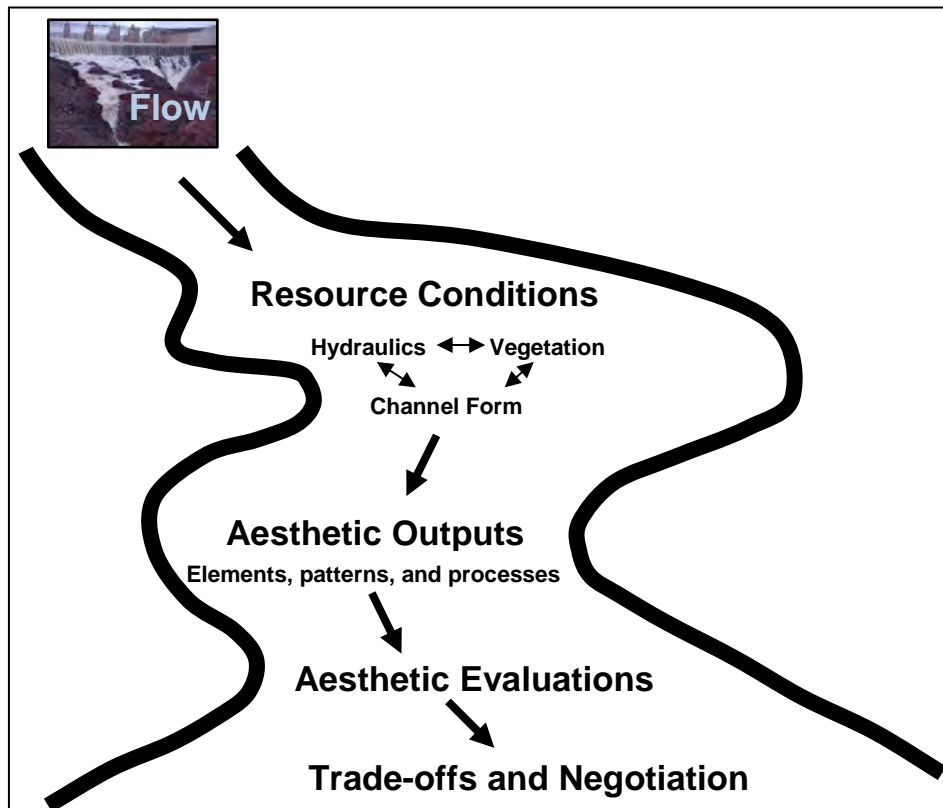 Flow
Resource Conditions
Hydraulics Vegetation
Channel Form
Aesthetic Outputs
Elements, patterns, and processes
Aesthetic Evaluations
Trade-offs and Negotiation